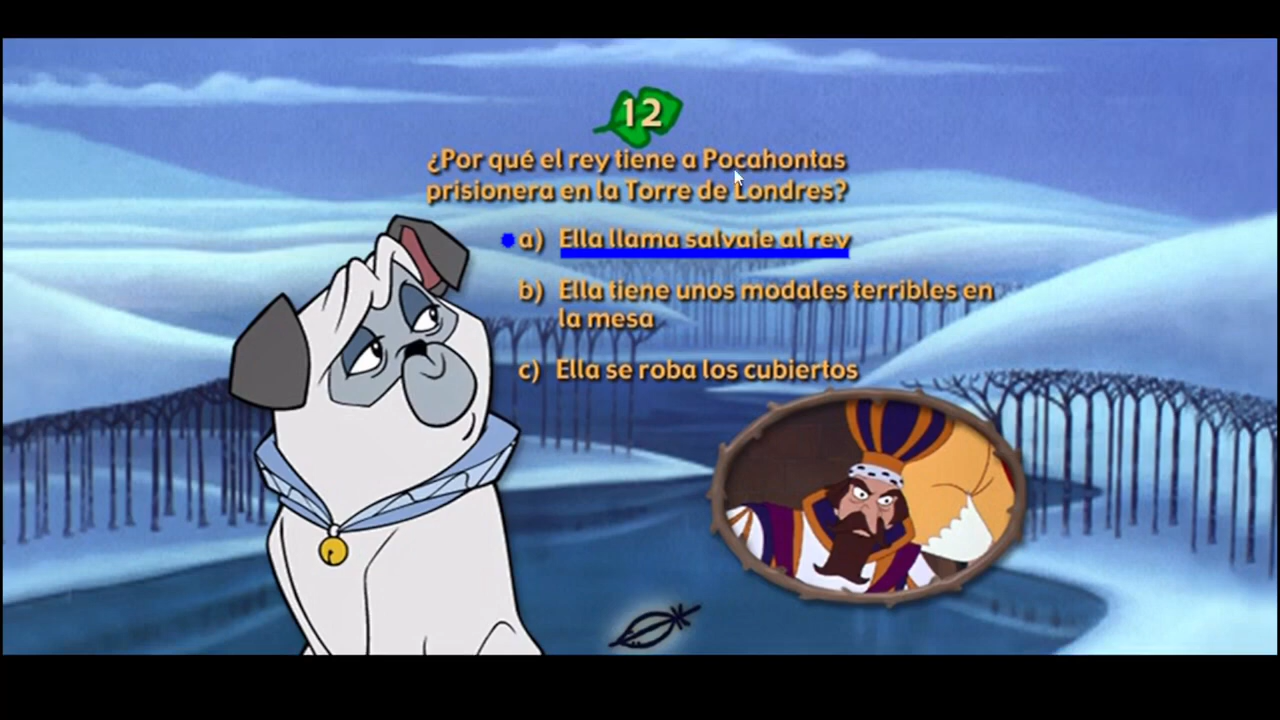 12
¿Por qué el rey tiene a Pocahontas
prisionera en la Torre de Londres?
a) Ella llama salvaje al rey
b) Ella tiene unos modales terribles en
la mesa
c) Ella se roba los cubiertos